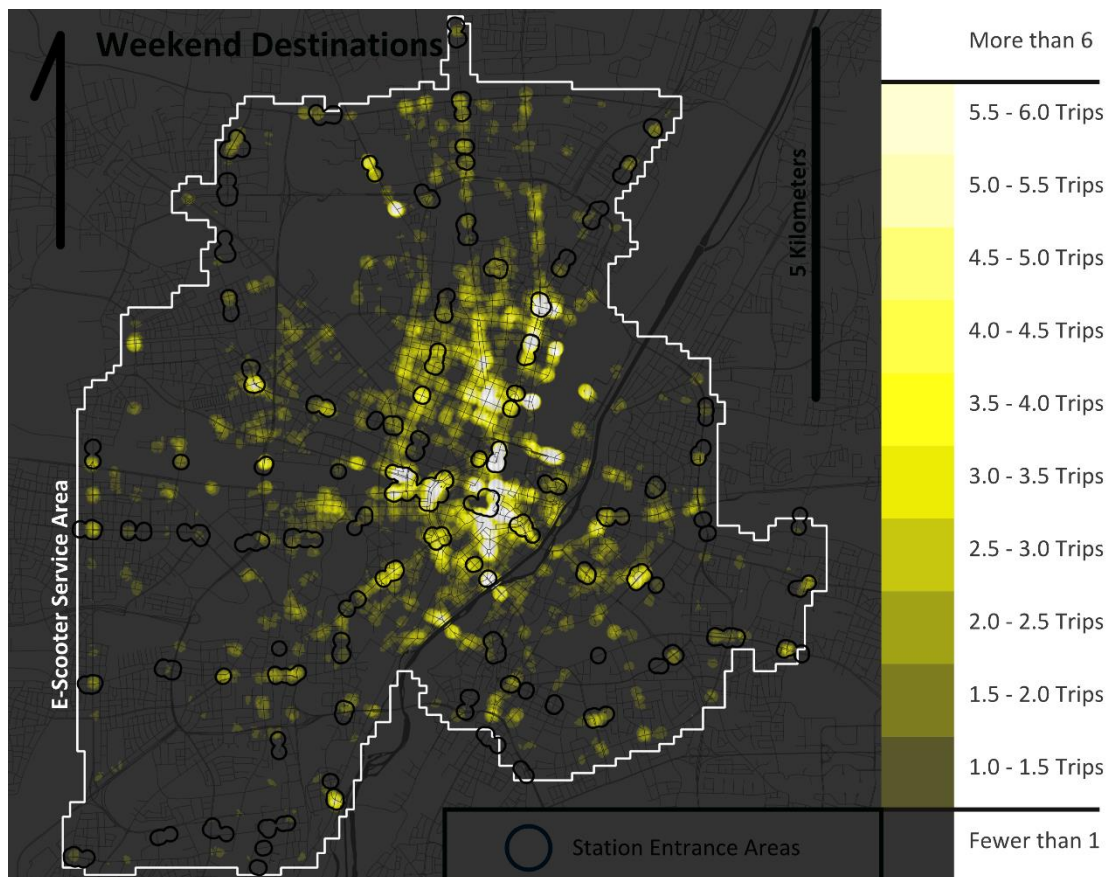 Weekend Destinations
5 Kilometers
E-Scooter Service Area
Station Entrance Areas
More than 6
5.5 - 6.0 Trips
5.0 - 5.5 Trips
4.5 - 5.0 Trips
4.0 - 4.5 Trips
3.5 - 4.0 Trips
3.0 - 3.5 Trips
2.5 - 3.0 Trips
2.0 - 2.5 Trips
1.5 - 2.0 Trips
1.0 - 1.5 Trips
Fewer than 1